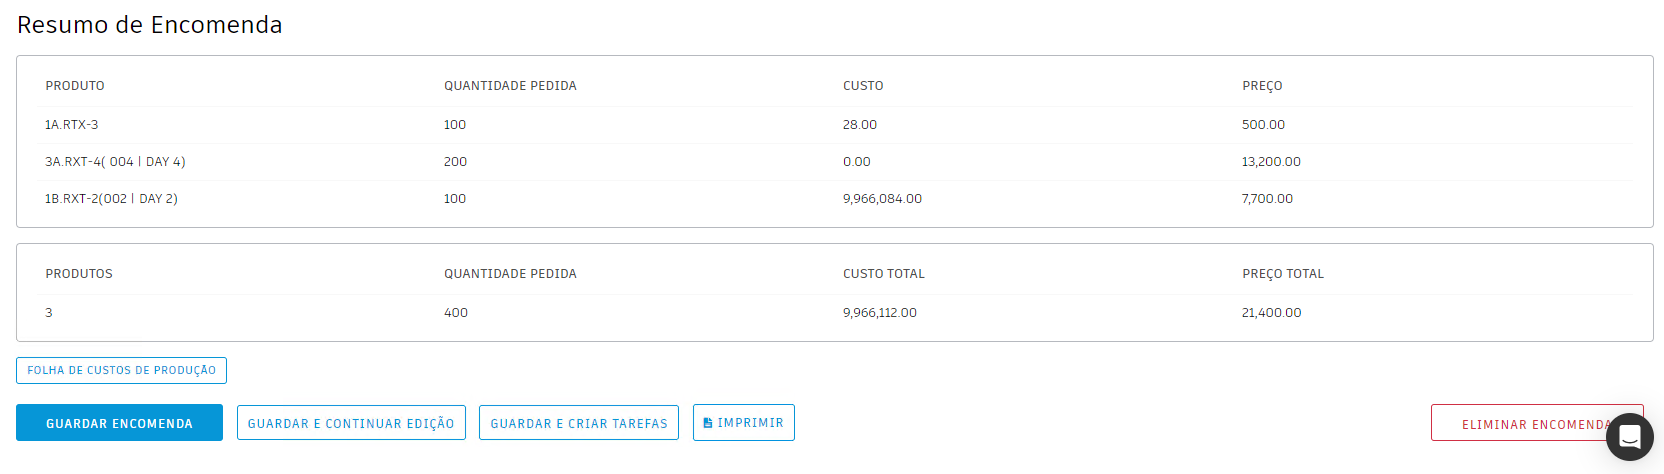 Resumo de Encomenda
PRODUTO QUANTIDADE PEDIDA CUSTO PREÇO
1A.RTX-3 100 28.00 500.00
3A.RXT-4( 004 | DAY 4) 200 0.00 13,200.00
1B.RXT-2(002 | DAY 2) 100 9,966,084.00 7,700.00
PRODUTOS QUANTIDADE PEDIDA CUSTO TOTAL PREÇO TOTAL
3 400 9,966,112.00 21,400.00
FOLHA DE CUSTOS DE PRODUÇÃO
GUARDAR ENCOMENDA GUARDAR E CONTINUAR EDIÇÃO GUARDAR E CRIAR TAREFAS IMPRIMIR ELIMINAR ENCOMENDA